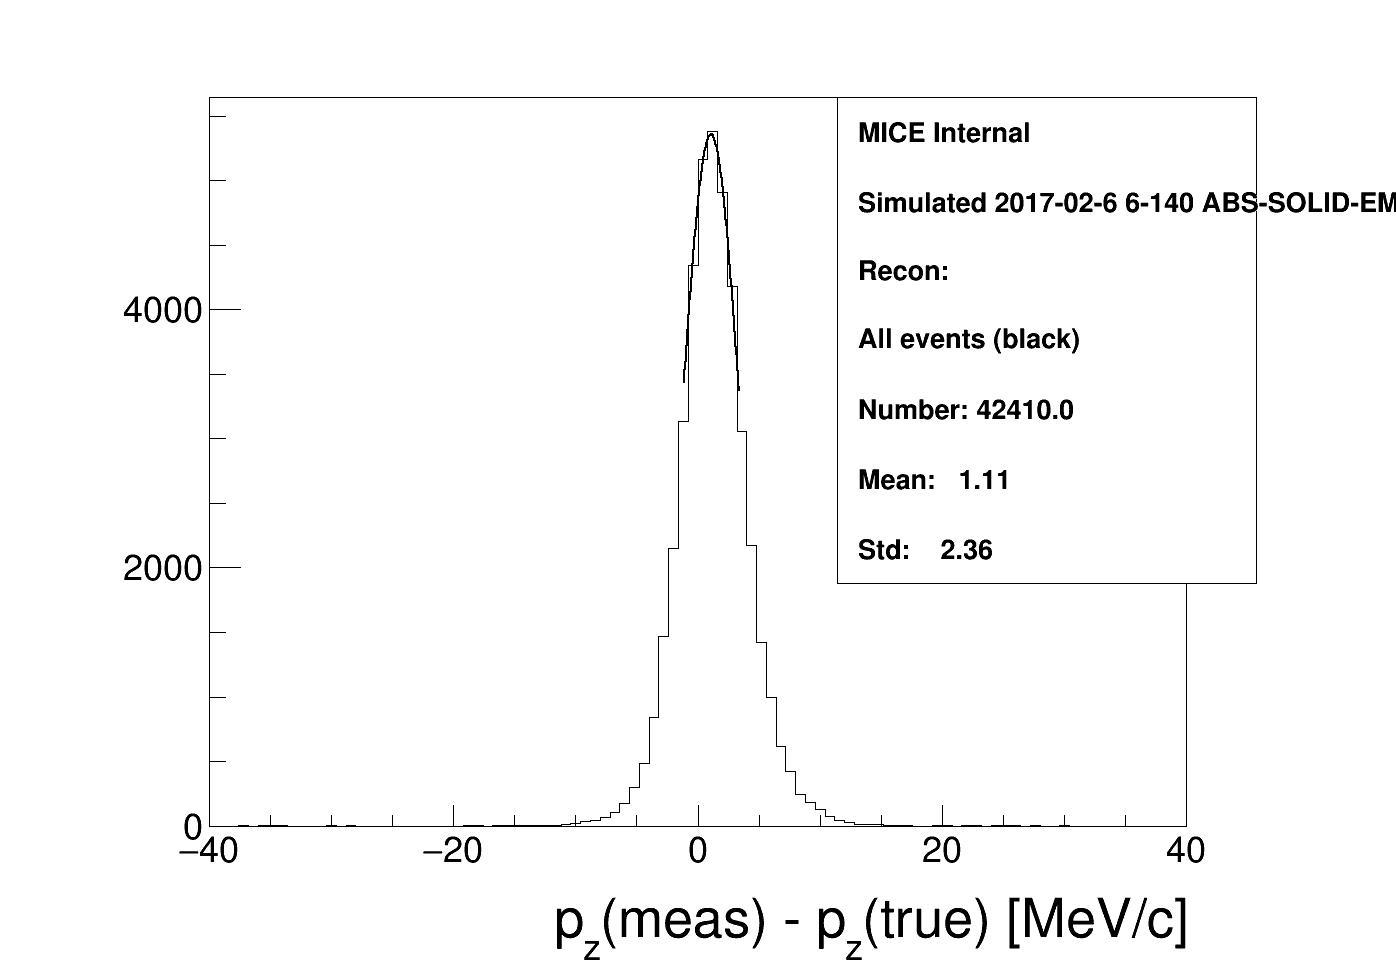 MICE Internal
Simulated 2017-02-6 6-140 ABS-SOLID-EM
Recon:
All events (black)
Number: 42410.0
Mean: 1.11
Std: 2.36
4000
2000
0
−40 −20 0 20 40
p_z(meas) - p_z(true) [MeV/c]